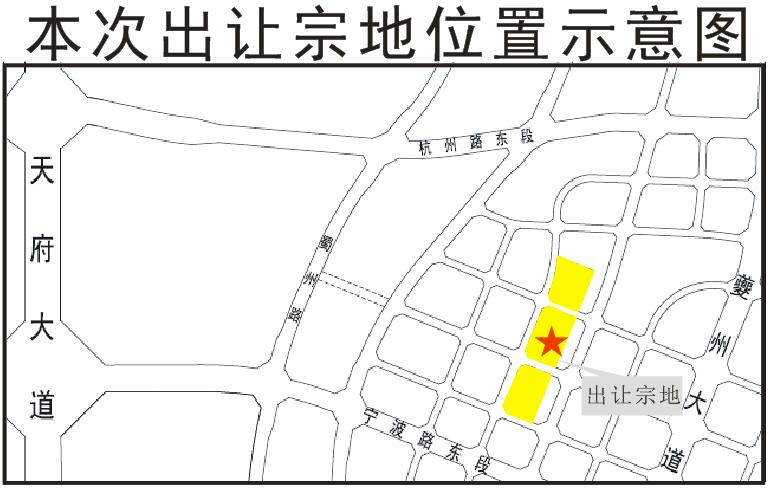 本次出让宗地位置示意图
杭州路东段
天府大道
蜀州路
夔州大道
出让宗地
宁波路东段